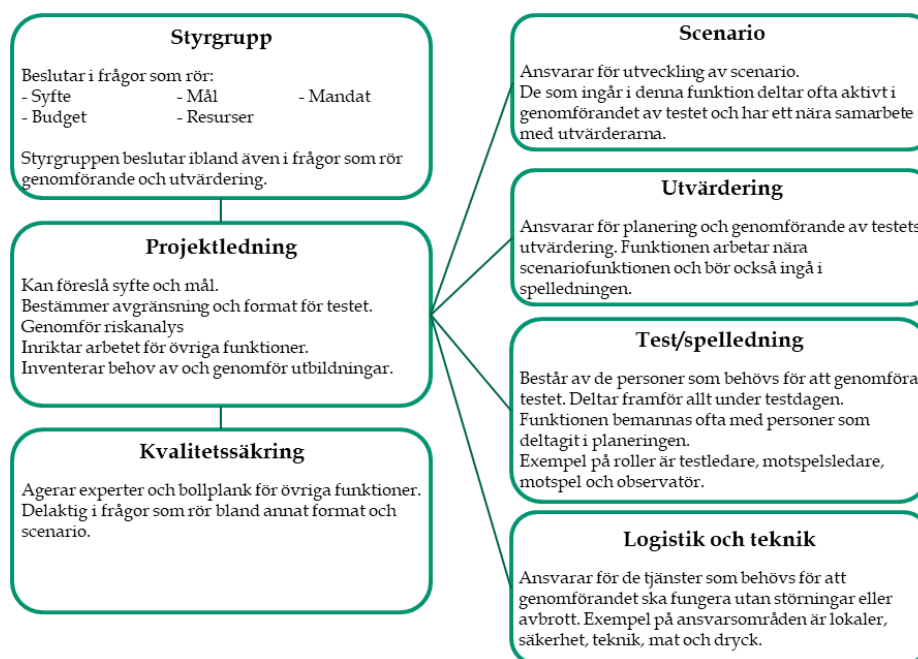 Styrgrupp
Beslutar i frågor som rör:
- Syfte - Mål - Mandat
- Budget - Resurser
Styrgruppen beslutar ibland även i frågor som rör
genomförande och utvärdering.
Projektledning
Kan föreslå syfte och mål.
Bestämmer avgränsning och format för testet.
Genomför riskanalys
Inriktar arbetet för övriga funktioner.
Inventerar behov av och genomför utbildningar.
Kvalitetssäkring
Agerar experter och bollplank för övriga funktioner.
Delaktig i frågor som rör bland annat format och
scenario.
Scenario
Ansvarar för utveckling av scenario.
De som ingår i denna funktion deltar ofta aktivt i
genomförandet av testet och har ett nära samarbete
med utvärderarna.
Utvärdering
Ansvarar för planering och genomförande av testets
utvärdering. Funktionen arbetar nära
scenariofunktionen och bör också ingå i
spelledningen.
Test/spelledning
Består av de personer som behövs för att genomföra
testet. Deltar framför allt under testdagen.
Funktionen bemannas ofta med personer som
deltagit i planeringen.
Exempel på roller är testledare, motspelsledare,
motspel och observatör.
Logistik och teknik
Ansvarar för de tjänster som behövs för att
genomförandet ska fungera utan störningar eller
avbrott. Exempel på ansvarsområden är lokaler,
säkerhet, teknik, mat och dryck.